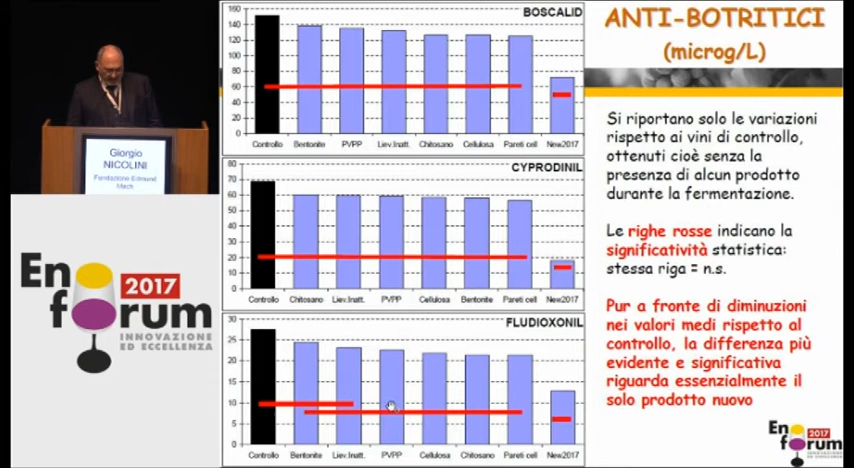 Giorgio
NICOLINI
Fondazione Edmund
Mach
En
forum
2017
INNOVAZIONE
ED ECCELLENZA
BOSCALID
160
140
120
100
80
60
40
20
0
Controllo Bentonite PVPP Liev.Inatt. Chitosano Cellulosa Pareti cell New2017
CYPRODINIL
80
70
60
50
40
30
20
10
0
Controllo Chitosano Liev.Inatt. PVPP Cellulosa Bentonite Pareti cell New2017
FLUDIOXONIL
30
25
20
15
10
5
0
Controllo Bentonite Liev.Inatt. PVPP Chitosano Cellulosa Pareti cell New2017
ANTI-BOTRITICI
(microg/L)
Si riportano solo le variazioni
rispetto ai vini di controllo,
ottenuti cioè senza la
presenza di alcun prodotto
durante la fermentazione.
Le righe rosse indicano la
significatività statistica:
stessa riga = n.s.
Pur a fronte di diminuzioni
nei valori medi rispetto al
controllo, la differenza più
evidente e significativa
riguarda essenzialmente il
solo prodotto nuovo
En
forum
2017